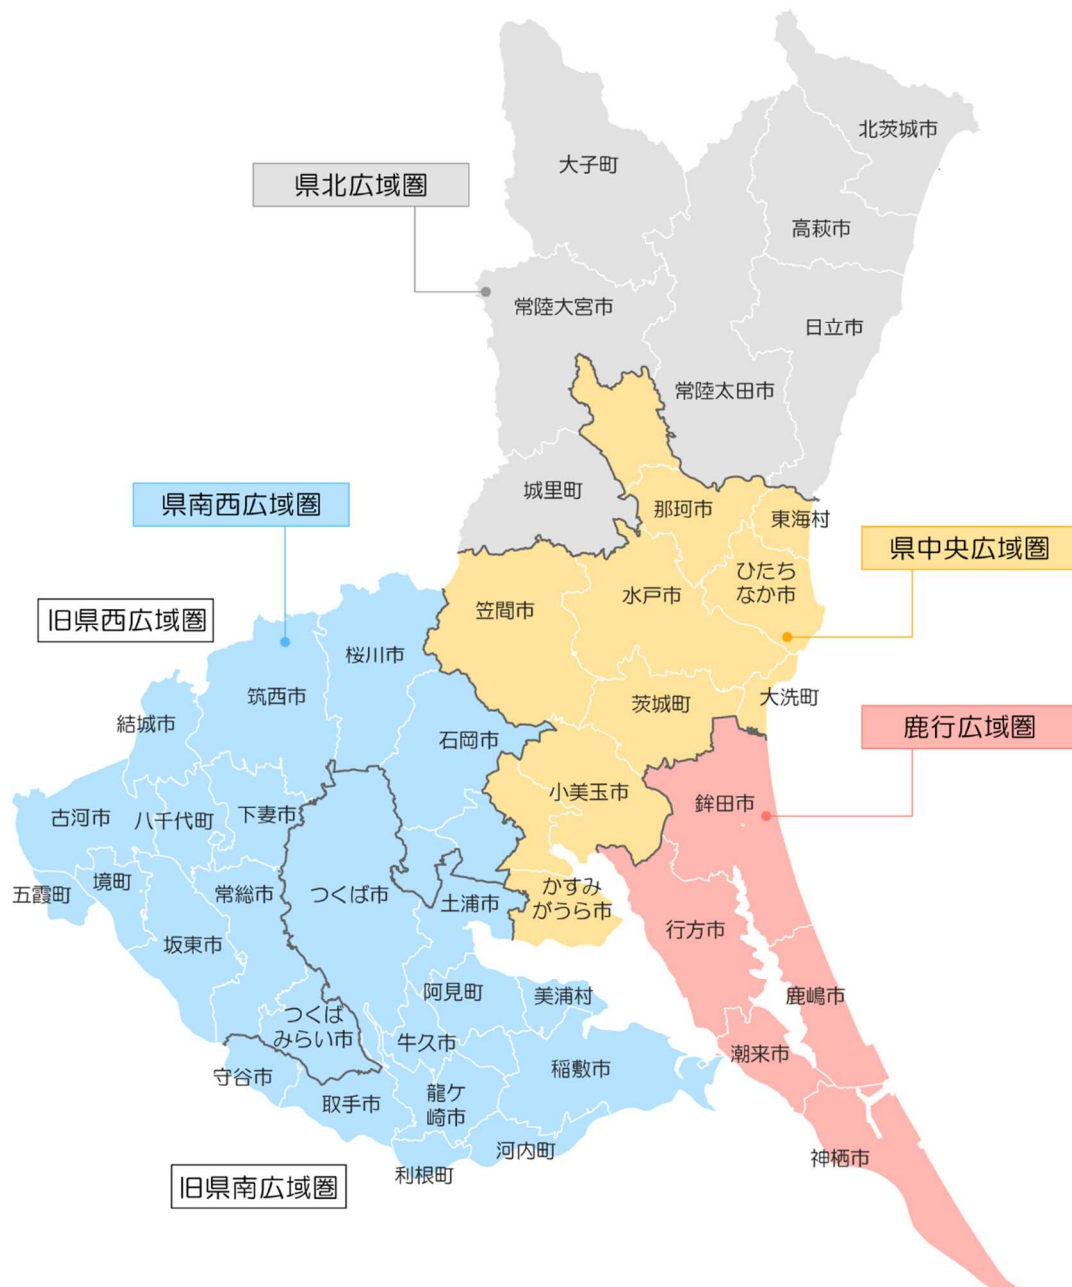 北茨城市
大子町
県北広域圏
高萩市
常陸大宮市
日立市
常陸太田市
城里町
県南西広域圏
那珂市
東海村
県中央広域圏
ひたち
なか市
水戸市
笠間市
旧県西広域圏
桜川市
筑西市
茨城町
大洗町
結城市
石岡市
鹿行広域圏
小美玉市
鉾田市
古河市
八千代町
下妻市
境町
五霞町
常総市
つくば市
土浦市
かすみ
がうら市
行方市
坂東市
阿見町
美浦村
鹿嶋市
つくば
みらい市
牛久市
潮来市
稲敷市
守谷市
取手市
龍ケ
崎市
河内町
神栖市
利根町
旧県南広域圏